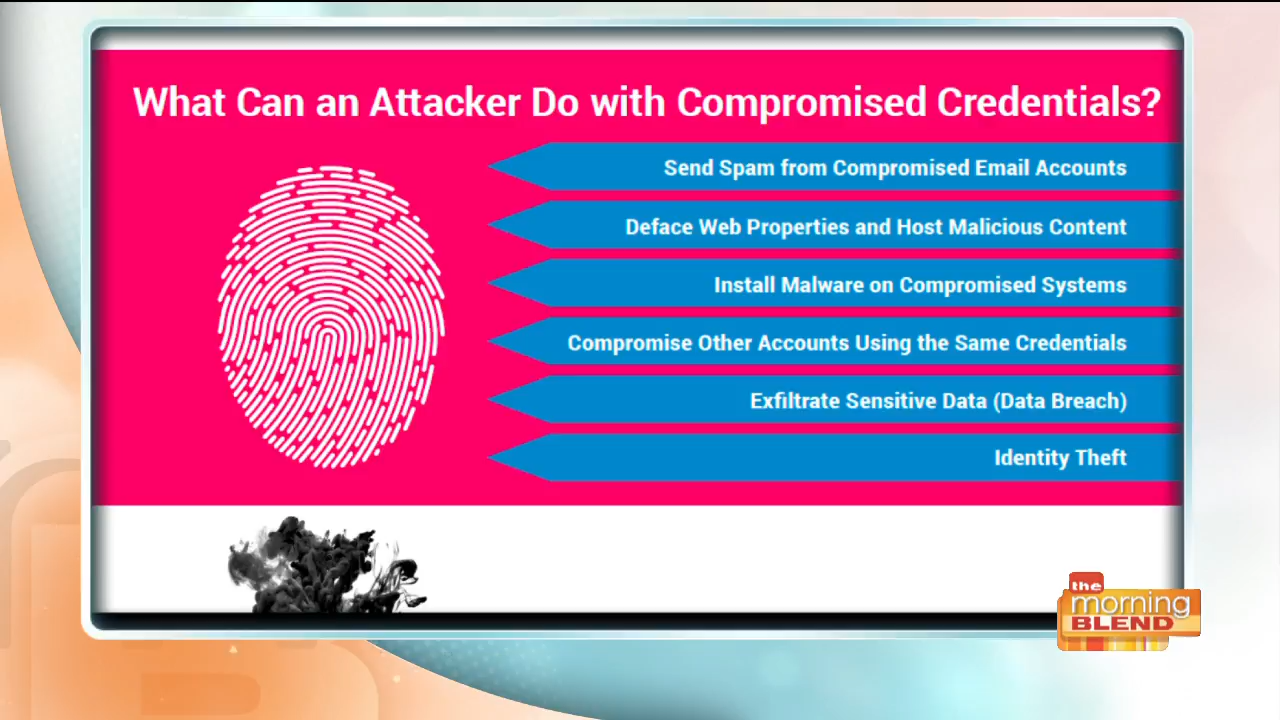 What Can an Attacker Do with Compromised Credentials?
Send Spam from Compromised Email Accounts
Deface Web Properties and Host Malicious Content
Install Malware on Compromised Systems
Compromise Other Accounts Using the Same Credentials
Exfiltrate Sensitive Data (Data Breach)
Identity Theft
the
morning
BLEND